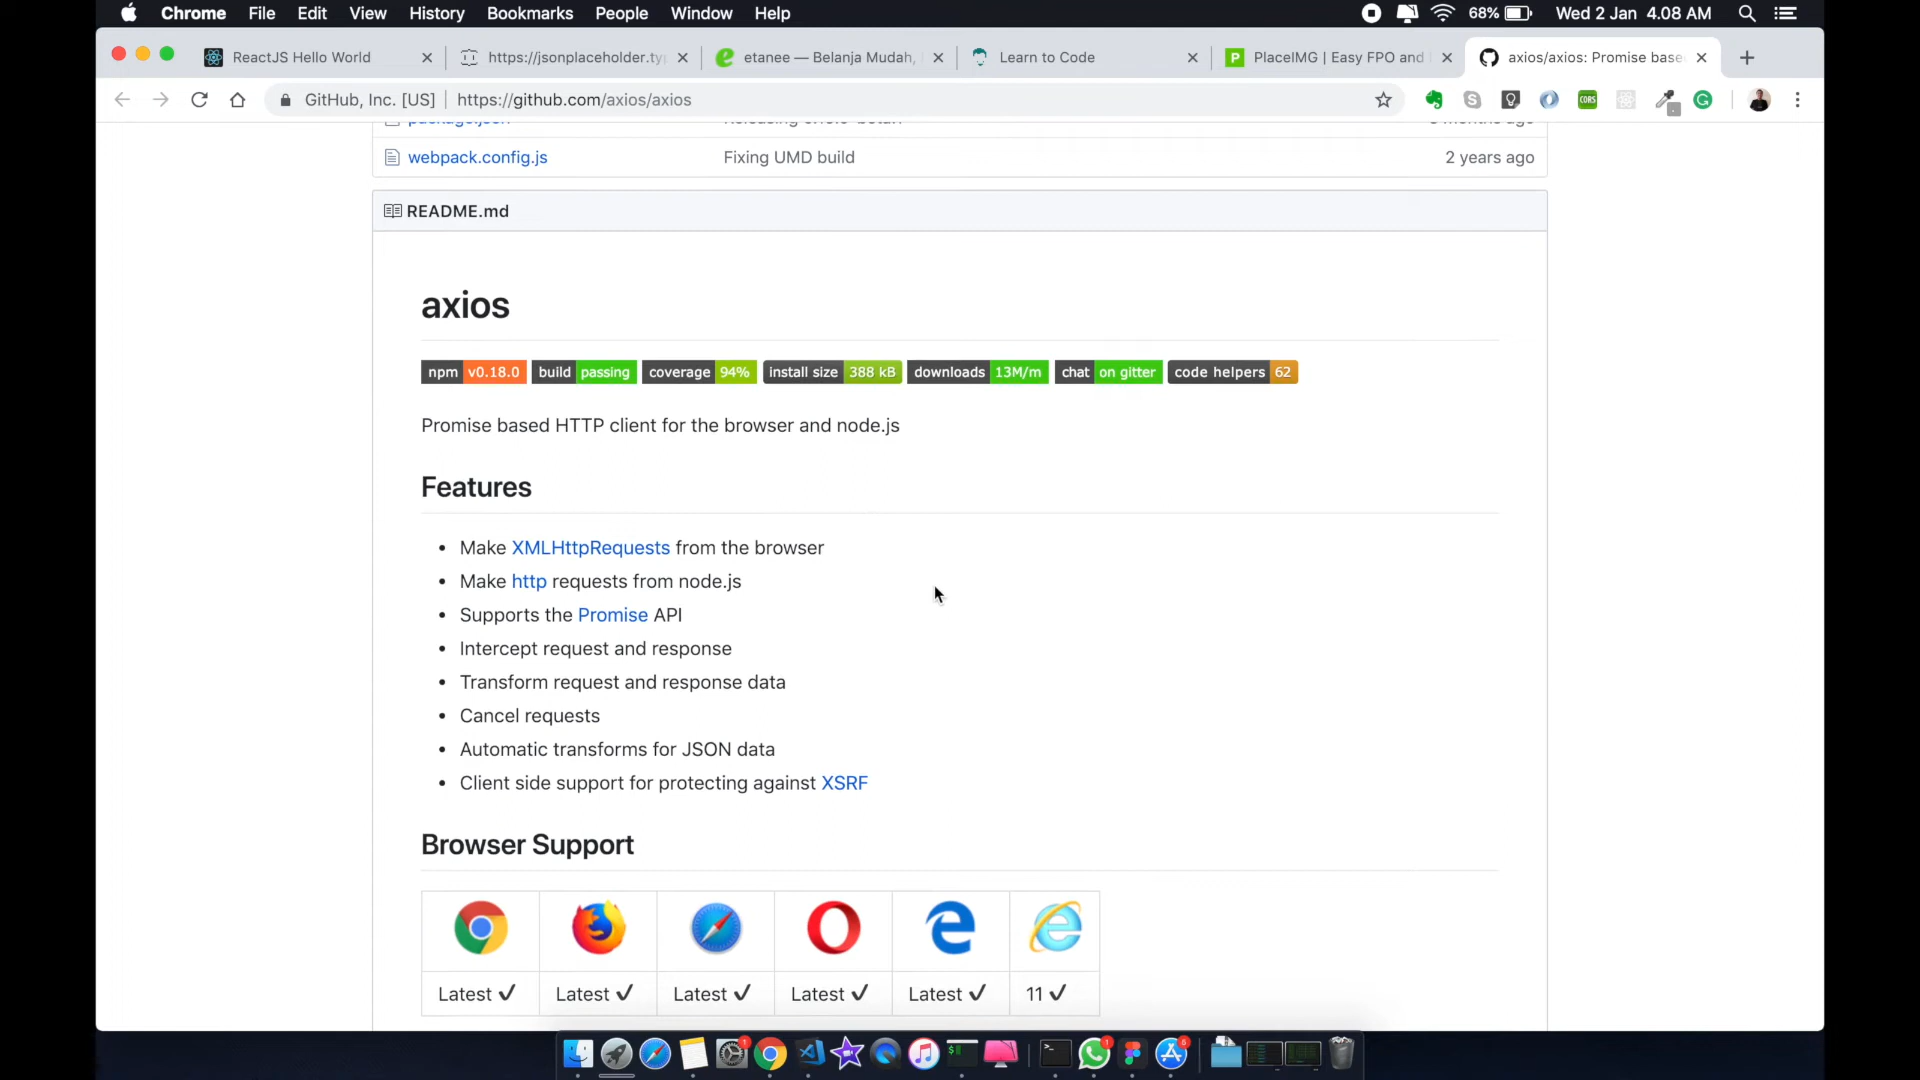 Chrome File Edit View History Bookmarks People Window Help 68% Wed 2 Jan 4.08 AM
ReactJS Hello World https://jsonplaceholder.ty etanee — Belanja Mudah, Learn to Code PlaceIMG | Easy FPO and axios/axios: Promise base
GitHub, Inc. [US] https://github.com/axios/axios CORS
webpack.config.js Fixing UMD build 2 years ago
README.md
axios
npm v0.18.0 build passing coverage 94% install size 388 kB downloads 13M/m chat on gitter code helpers 62
Promise based HTTP client for the browser and node.js
Features
• Make XMLHttpRequests from the browser
• Make http requests from node.js
• Supports the Promise API
• Intercept request and response
• Transform request and response data
• Cancel requests
• Automatic transforms for JSON data
• Client side support for protecting against XSRF
Browser Support
Latest ✔ Latest ✔ Latest ✔ Latest ✔ Latest ✔ 11 ✔